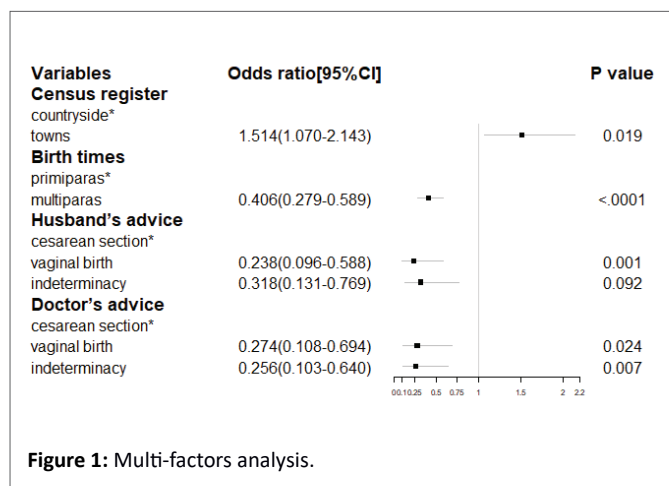 Variables Odds ratio[95%CI] P value
Census register
countryside*
towns 1.514(1.070-2.143) 0.019
Birth times
primiparas*
multiparas 0.406(0.279-0.589) <.0001
Husband's advice
cesarean section*
vaginal birth 0.238(0.096-0.588) 0.001
indeterminacy 0.318(0.131-0.769) 0.092
Doctor's advice
cesarean section*
vaginal birth 0.274(0.108-0.694) 0.024
indeterminacy 0.256(0.103-0.640) 0.007
00.10.25 0.5 0.75 1 1.5 2 2.2
Figure 1: Multi-factors analysis.